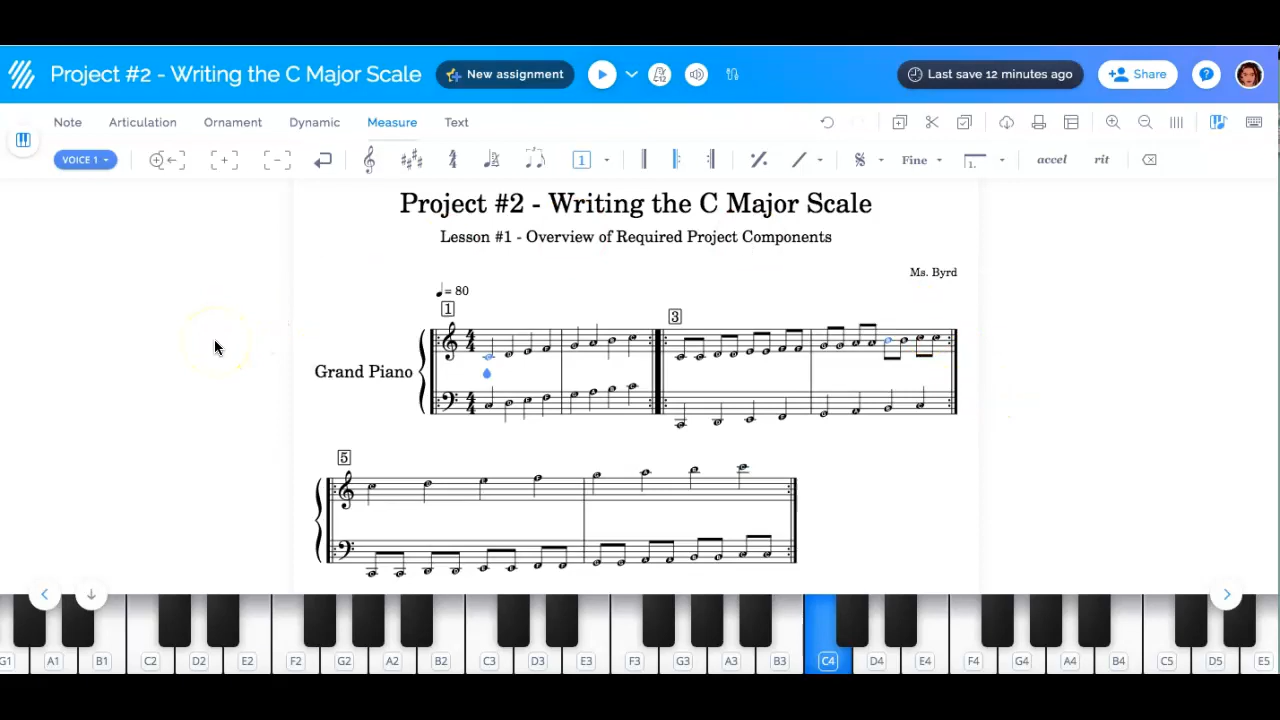 Project #2 - Writing the C Major Scale New assignment Last save 12 minutes ago Share ?
Note Articulation Ornament Dynamic Measure Text
VOICE 1 1 Fine 1. accel rit
Project #2 - Writing the C Major Scale
Lesson #1 - Overview of Required Project Components
Ms. Byrd
= 80
1 3
Grand Piano
5
G1 A1 B1 C2 D2 E2 F2 G2 A2 B2 C3 D3 E3 F3 G3 A3 B3 C4 D4 E4 F4 G4 A4 B4 C5 D5 E5